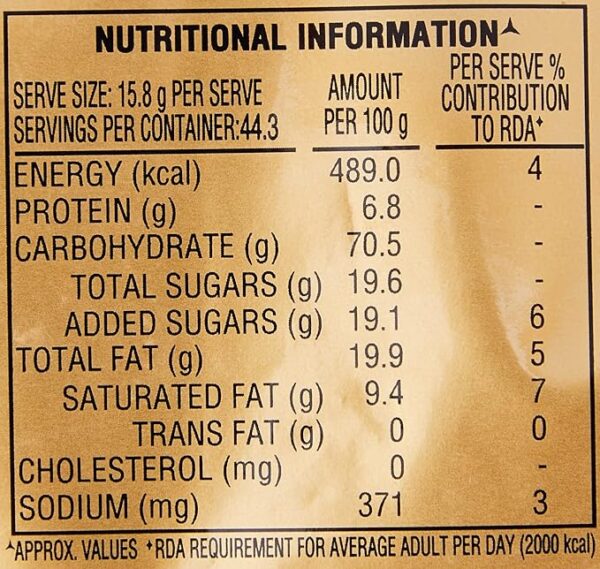 NUTRITIONAL INFORMATION⅄
SERVE SIZE: 15.8 g PER SERVE
SERVINGS PER CONTAINER:44.3
AMOUNT
PER 100 g
PER SERVE %
CONTRIBUTION
TO RDA✦
ENERGY (kcal) 489.0 4
PROTEIN (g) 6.8 -
CARBOHYDRATE (g) 70.5 -
TOTAL SUGARS (g) 19.6 -
ADDED SUGARS (g) 19.1 6
TOTAL FAT (g) 19.9 5
SATURATED FAT (g) 9.4 7
TRANS FAT (g) 0 0
CHOLESTEROL (mg) 0 -
SODIUM (mg) 371 3
⅄APPROX. VALUES ✦RDA REQUIREMENT FOR AVERAGE ADULT PER DAY (2000 kcal)